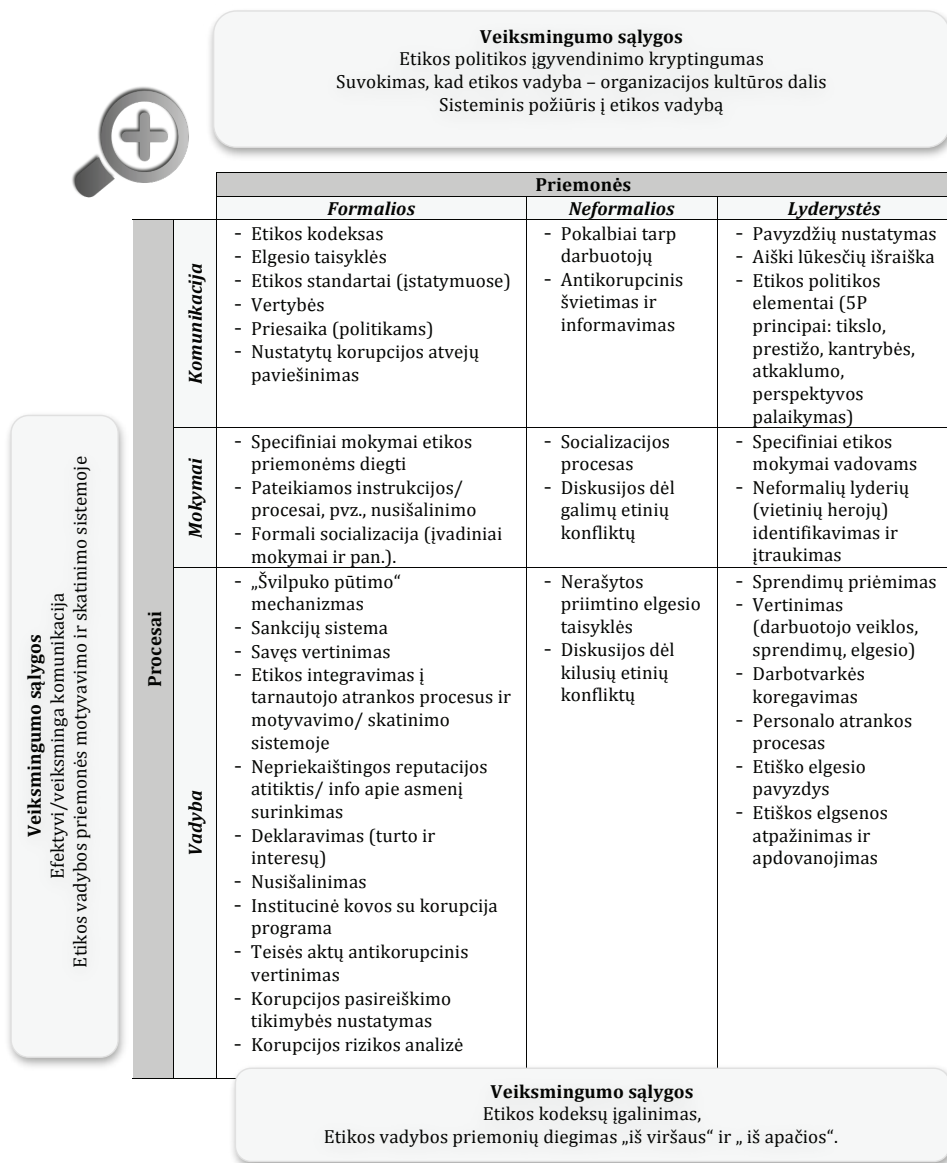 Veiksmingumo sąlygos
Etikos politikos įgyvendinimo kryptingumas
Suvokimas, kad etikos vadyba – organizacijos kultūros dalis
Sisteminis požiūris į etikos vadybą
Priemonės
Formalios
Neformalios
Lyderystės
Procesai
Komunikacija
- Etikos kodeksas
- Elgesio taisyklės
- Etikos standartai (įstatymuose)
- Vertybės
- Priesaika (politikams)
- Nustatytų korupcijos atvejų
paviešinimas
- Pokalbiai tarp
darbuotojų
- Antikorupcinis
švietimas ir
informavimas
- Pavyzdžių nustatymas
- Aiški lūkesčių išraiška
- Etikos politikos
elementai (5P
principai: tikslo,
prestižo, kantrybės,
atkaklumo,
perspektyvos
palaikymas)
Mokymai
- Specifiniai mokymai etikos
priemonėms diegti
- Pateikiamos instrukcijos/
procesai, pvz., nusišalinimo
- Formali socializacija (įvadiniai
mokymai ir pan.).
- Socializacijos
procesas
- Diskusijos dėl
galimų etinių
konfliktų
- Specifiniai etikos
mokymai vadovams
- Neformalių lyderių
(vietinių herojų)
identifikavimas ir
įtraukimas
Vadyba
- „Švilpuko pūtimo“
mechanizmas
- Sankcijų sistema
- Savęs vertinimas
- Etikos integravimas į
tarnautojo atrankos procesus ir
motyvavimo/ skatinimo
sistemoje
- Nepriekaištingos reputacijos
atitiktis/ info apie asmenį
surinkimas
- Deklaravimas (turto ir
interesų)
- Nusišalinimas
- Institucinė kovos su korupcija
programa
- Teisės aktų antikorupcinis
vertinimas
- Korupcijos pasireiškimo
tikimybės nustatymas
- Korupcijos rizikos analizė
- Nerašytos
priimtino elgesio
taisyklės
- Diskusijos dėl
kilusių etinių
konfliktų
- Sprendimų priėmimas
- Vertinimas
(darbuotojo veiklos,
sprendimų, elgesio)
- Darbotvarkės
koregavimas
- Personalo atrankos
procesas
- Etiško elgesio
pavyzdys
- Etiškos elgsenos
atpažinimas ir
apdovanojimas
Veiksmingumo sąlygos
Efektyvi/veiksminga komunikacija
Etikos vadybos priemonės motyvavimo ir skatinimo sistemoje
Veiksmingumo sąlygos
Etikos kodeksų įgalinimas,
Etikos vadybos priemonių diegimas „iš viršaus“ ir „ iš apačios“.